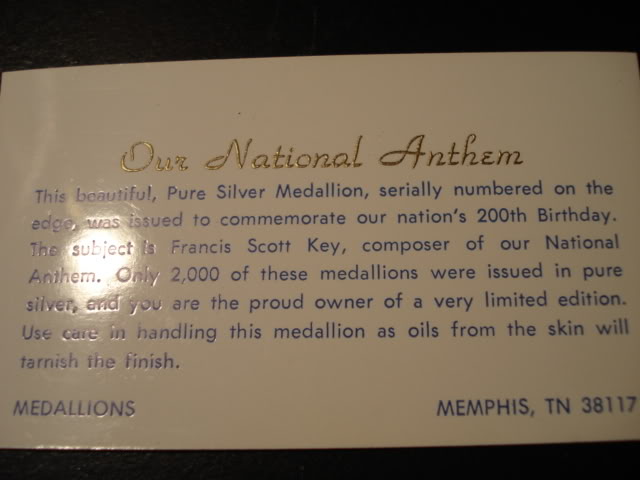 Our National Anthem
This beautiful, Pure Silver Medallion, serially numbered on the
edge, was issued to commemorate our nation's 200th Birthday.
The subject is Francis Scott Key, composer of our National
Anthem. Only 2,000 of these medallions were issued in pure
silver, and you are the proud owner of a very limited edition.
Use care in handling this medallion as oils from the skin will
tarnish the finish.
MEDALLIONS MEMPHIS, TN 38117